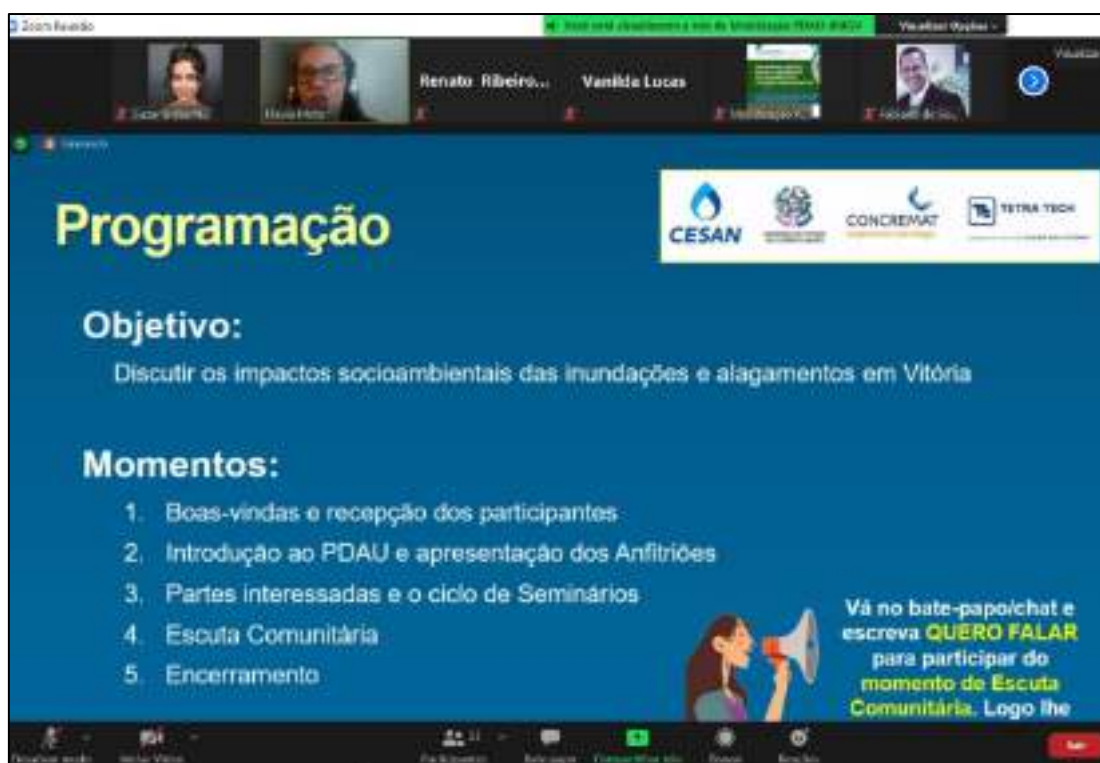 Zoom Reunião
Renato Ribeiro...
Vanilda Lucas
Programação
CESAN
CONCREMAT
TETRA TECH
Objetivo:
Discutir os impactos socioambientais das inundações e alagamentos em Vitória
Momentos:
1. Boas-vindas e recepção dos participantes
2. Introdução ao PDAU e apresentação dos Anfitriões
3. Partes interessadas e o ciclo de Seminários
4. Escuta Comunitária
5. Encerramento
Vá no bate-papo/chat e
escreva QUERO FALAR
para participar do
momento de Escuta
Comunitária. Logo lhe